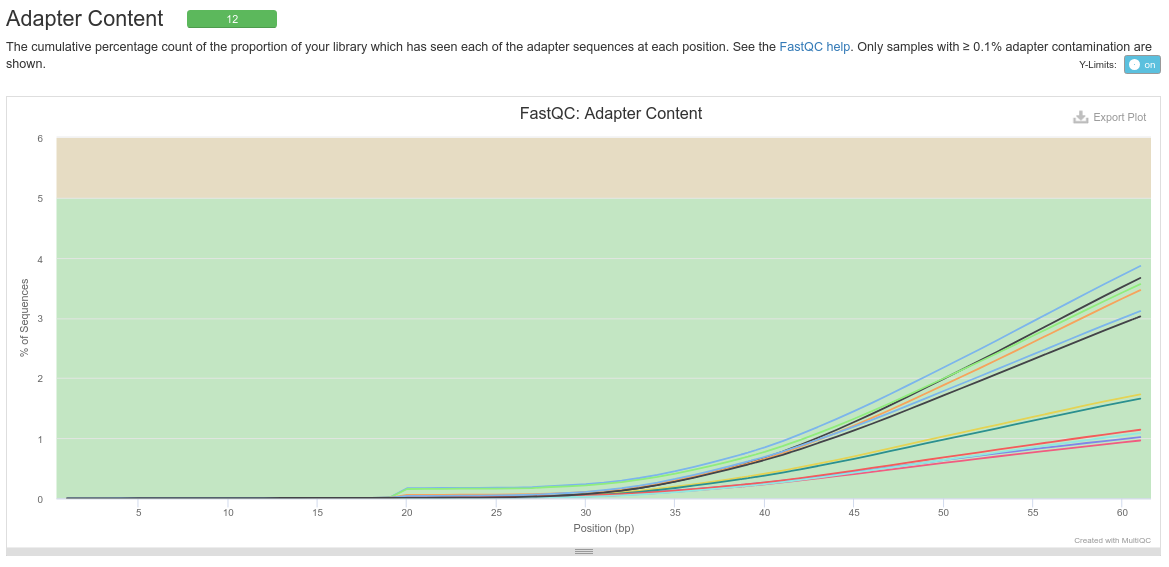 Adapter Content
12
The cumulative percentage count of the proportion of your library which has seen each of the adapter sequences at each position. See the FastQC help. Only samples with ≥ 0.1% adapter contamination are
shown.
Y-Limits: on
FastQC: Adapter Content
Export Plot
6
5
4
3
2
1
0
% of Sequences
5 10 15 20 25 30 35 40 45 50 55 60
Position (bp)
Created with MultiQC